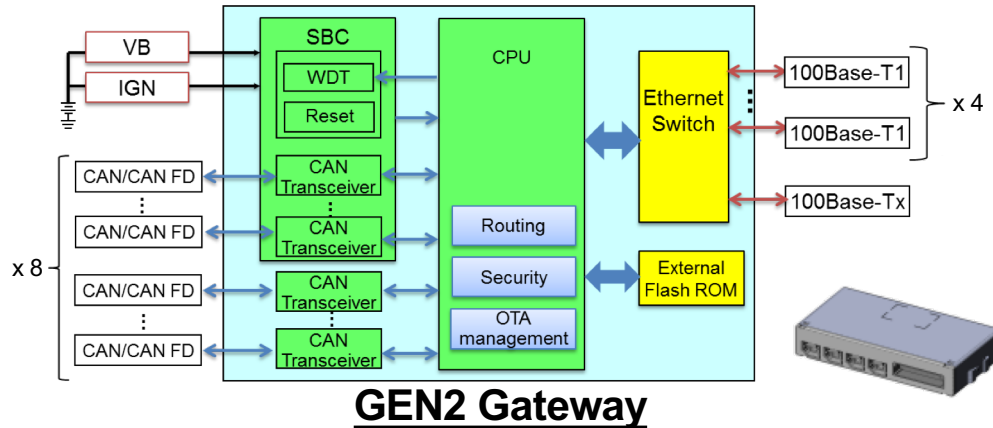 VB
IGN
SBC
WDT
Reset
CAN
Transceiver
⋮
CAN
Transceiver
CAN
Transceiver
⋮
CAN
Transceiver
CAN/CAN FD
⋮
CAN/CAN FD
CAN/CAN FD
⋮
CAN/CAN FD
x 8
CPU
Routing
Security
OTA
management
Ethernet
Switch
External
Flash ROM
100Base-T1
⋮
100Base-T1
x 4
100Base-Tx
GEN2 Gateway